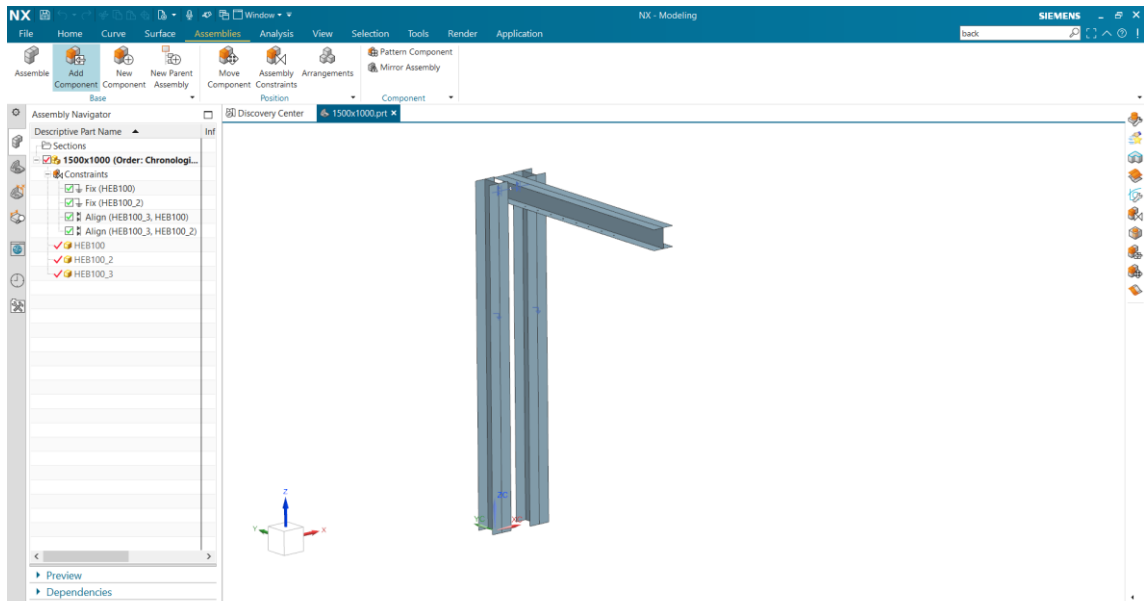 NX Window NX - Modeling SIEMENS
File Home Curve Surface Assemblies Analysis View Selection Tools Render Application back
Assemble
Add Component
New Component
New Parent Assembly
Move Component
Assembly Constraints
Arrangements
Pattern Component
Mirror Assembly
Base Position Component
Assembly Navigator
Discovery Center 1500x1000.prt
Descriptive Part Name Inf
Sections
1500x1000 (Order: Chronologi...
Constraints
Fix (HEB100)
Fix (HEB100_2)
Align (HEB100_3, HEB100)
Align (HEB100_3, HEB100_2)
HEB100
HEB100_2
HEB100_3
Z
Y X
ZC
YC XC
Preview
Dependencies